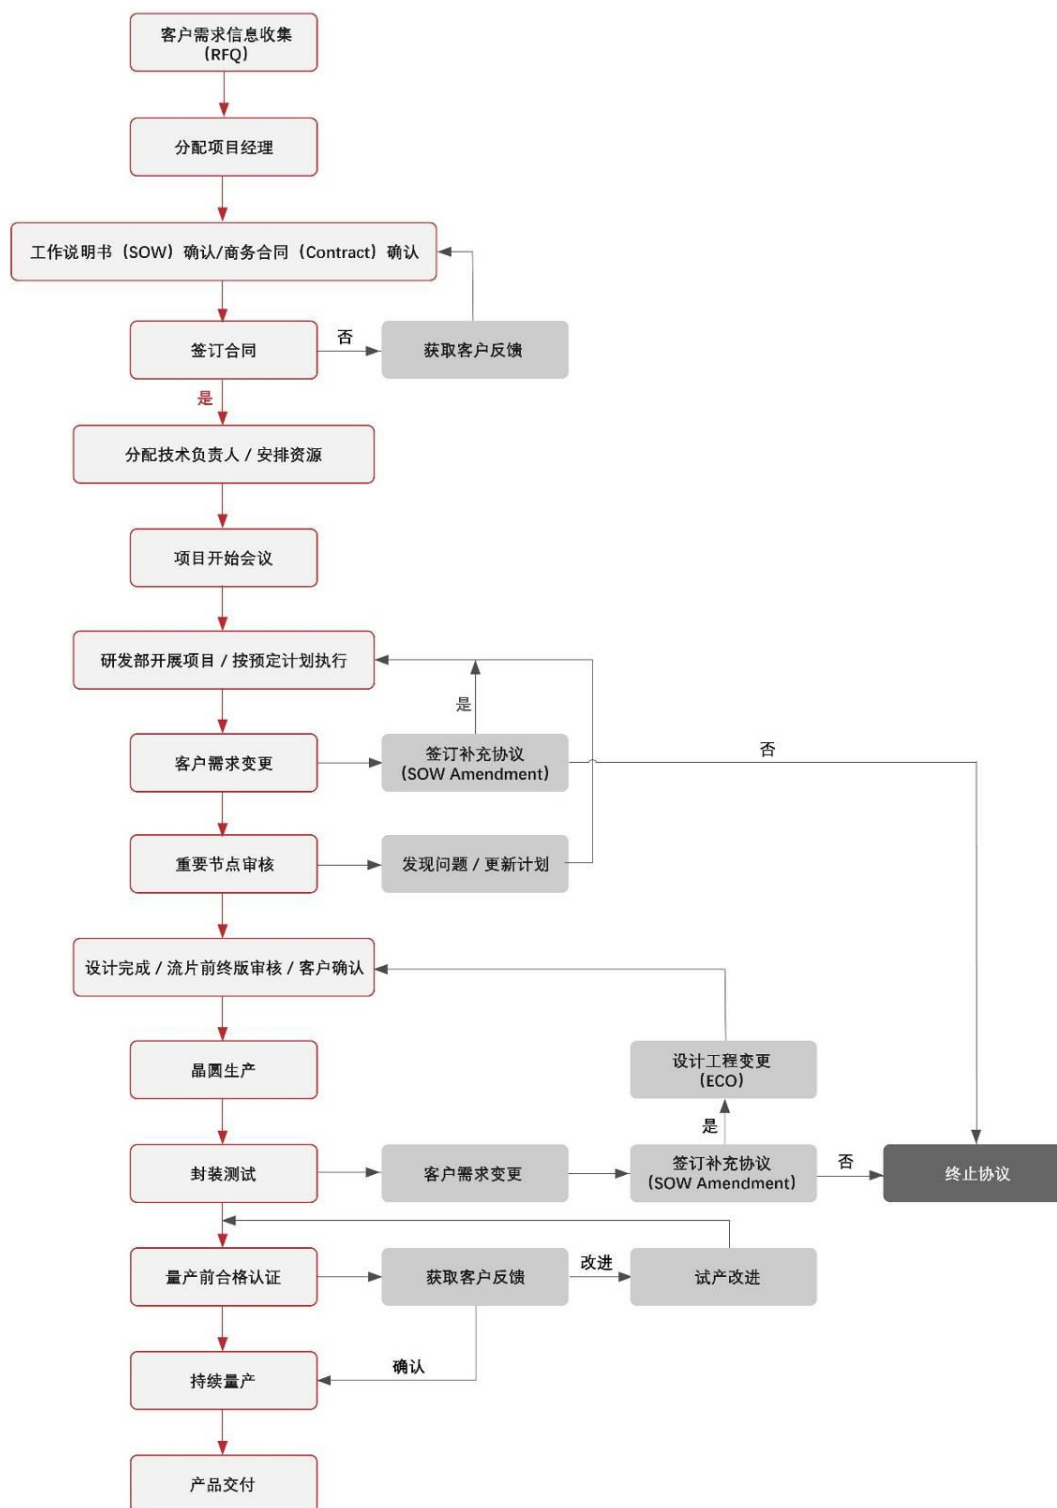 客户需求信息收集
（RFQ）
分配项目经理
工作说明书（SOW）确认/商务合同（Contract）确认
签订合同
否
获取客户反馈
是
分配技术负责人 / 安排资源
项目开始会议
研发部开展项目 / 按预定计划执行
是
客户需求变更
签订补充协议
（SOW Amendment）
否
重要节点审核
发现问题 / 更新计划
设计完成 / 流片前终版审核 / 客户确认
晶圆生产
设计工程变更
（ECO）
是
封装测试
客户需求变更
签订补充协议
（SOW Amendment）
否
终止协议
量产前合格认证
获取客户反馈
改进
试产改进
确认
持续量产
产品交付